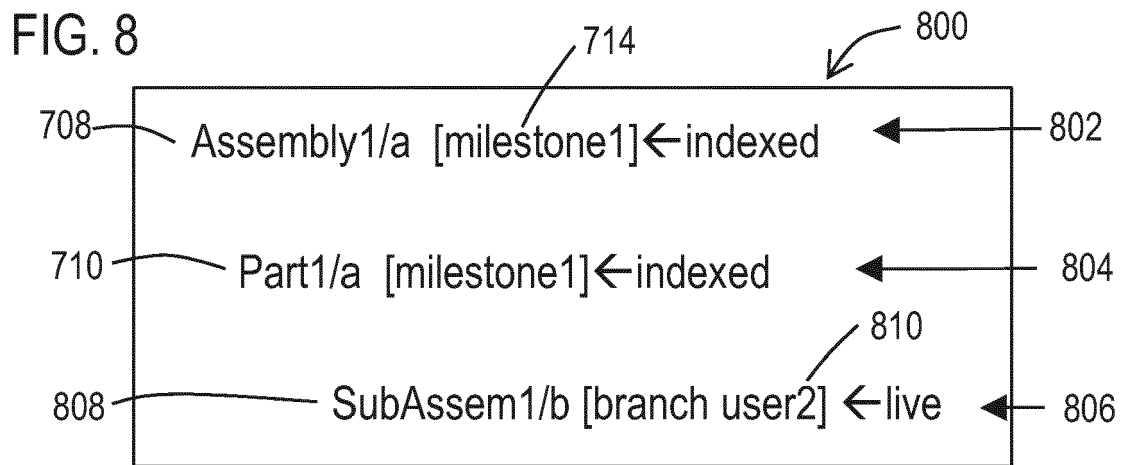 FIG. 8
714
800
708 Assembly1/a [milestone1]←indexed 802
710 Part1/a [milestone1]←indexed 804
810
808 SubAssem1/b [branch user2] ←live 806